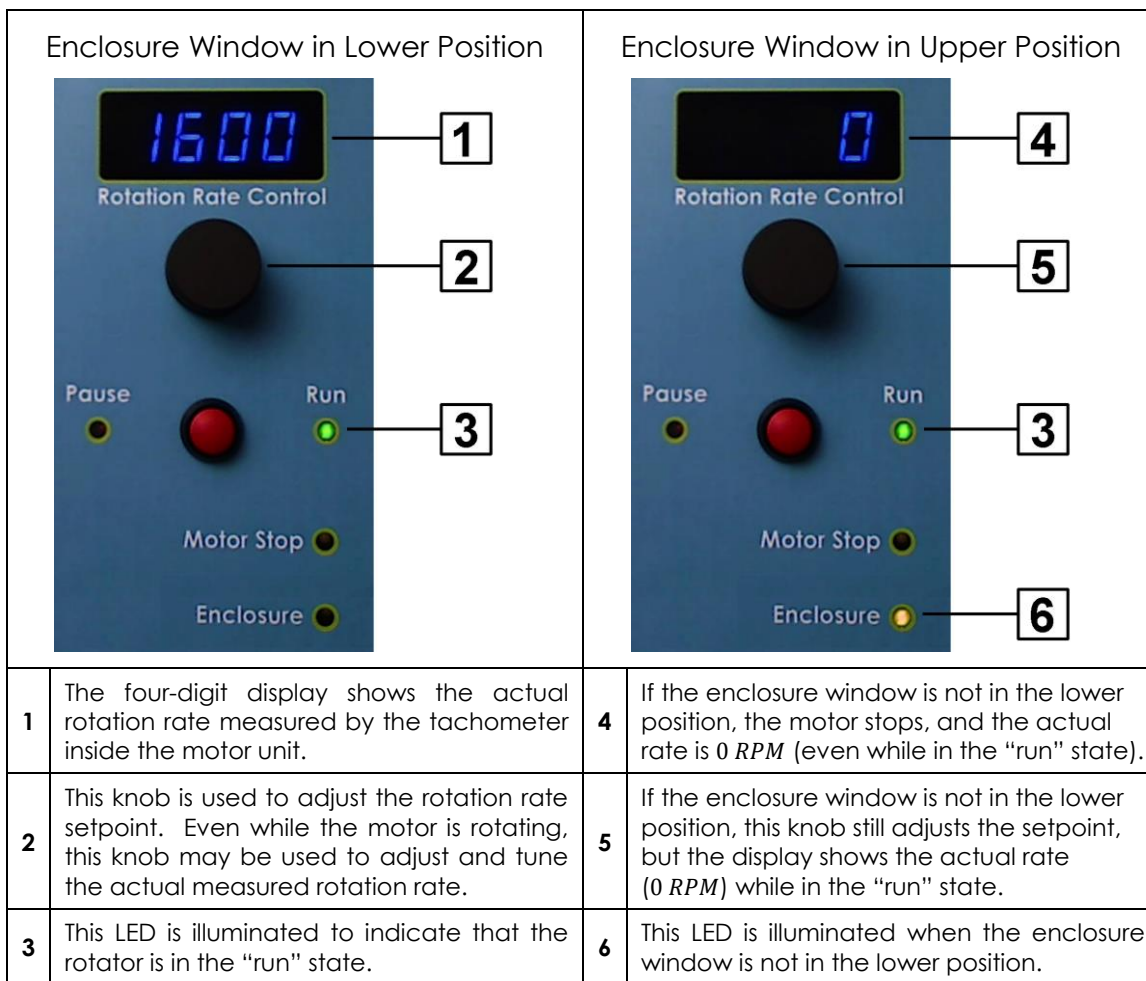 Enclosure Window in Lower Position
1600
1
Rotation Rate Control
2
Pause
Run
3
Motor Stop
Enclosure
Enclosure Window in Upper Position
0
4
Rotation Rate Control
5
Pause
Run
3
Motor Stop
Enclosure
6
1
The four-digit display shows the actual
rotation rate measured by the tachometer
inside the motor unit.
4
If the enclosure window is not in the lower
position, the motor stops, and the actual
rate is 0 RPM (even while in the “run” state).
2
This knob is used to adjust the rotation rate
setpoint. Even while the motor is rotating,
this knob may be used to adjust and tune
the actual measured rotation rate.
5
If the enclosure window is not in the lower
position, this knob still adjusts the setpoint,
but the display shows the actual rate
(0 RPM) while in the “run” state.
3
This LED is illuminated to indicate that the
rotator is in the “run” state.
6
This LED is illuminated when the enclosure
window is not in the lower position.